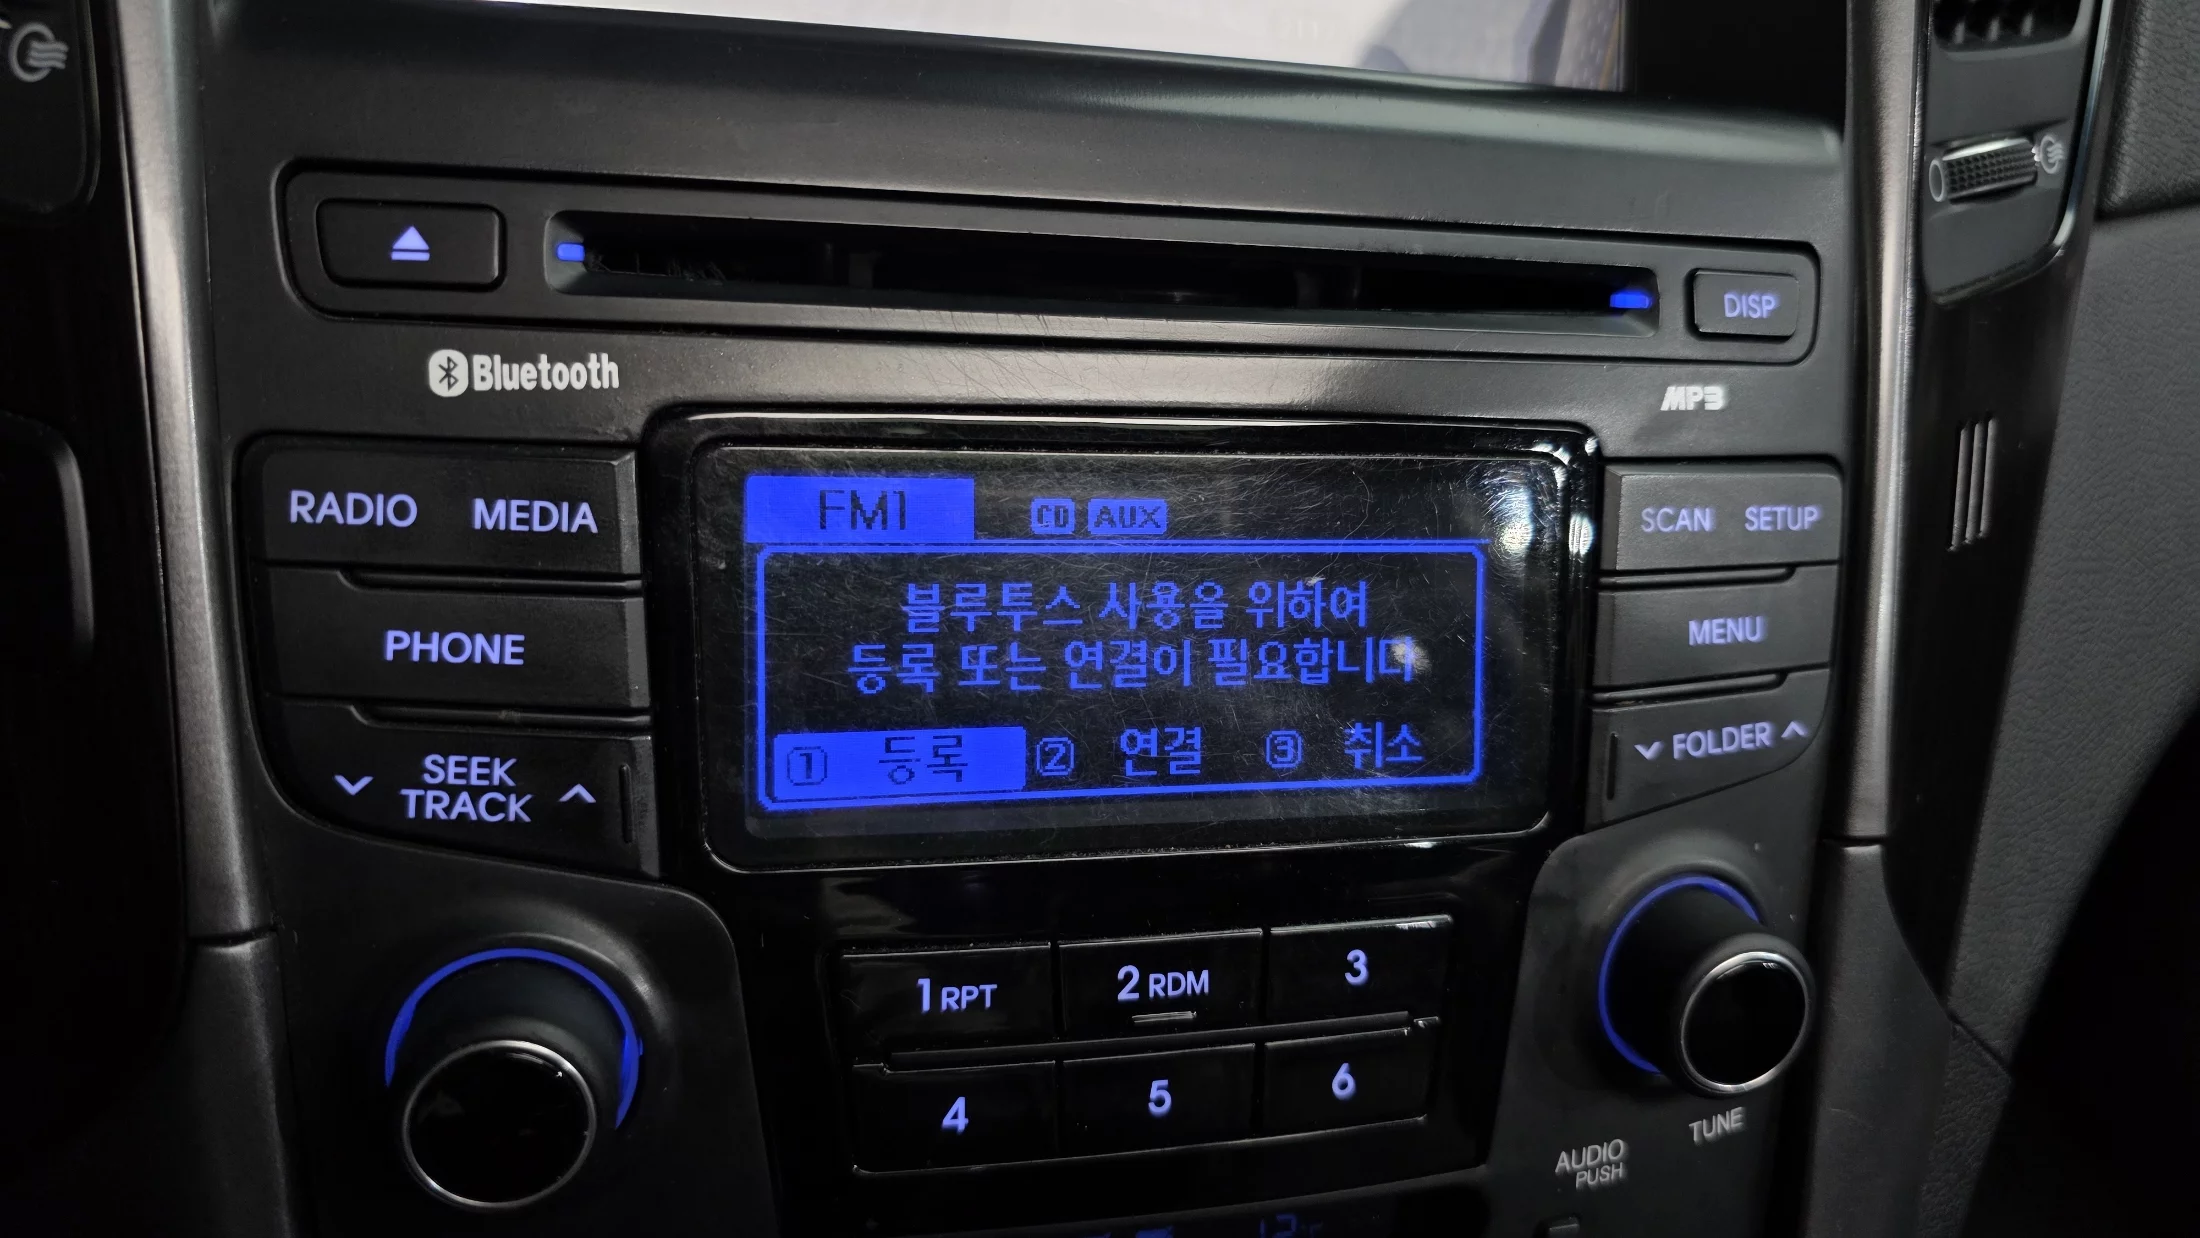 DISP
Bluetooth
MP3
RADIO MEDIA
FM1 CD AUX
SCAN SETUP
블루투스 사용을 위하여
등록 또는 연결이 필요합니다
① 등록 ② 연결 ③ 취소
PHONE
MENU
SEEK
TRACK
FOLDER
1 RPT
2 RDM
3
4
5
6
TUNE
AUDIO
PUSH